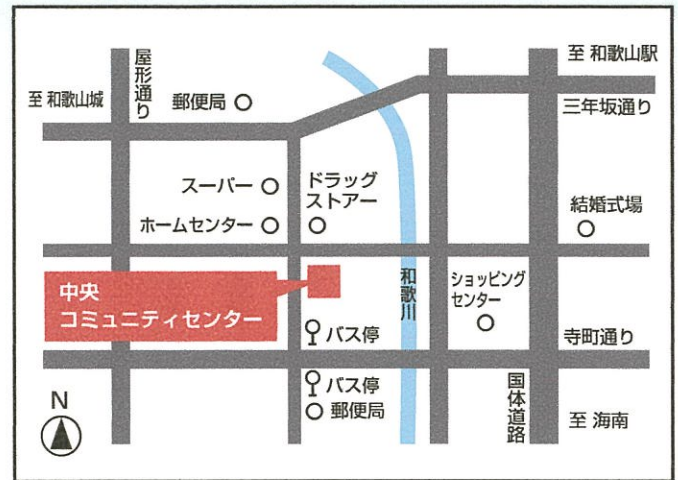 至 和歌山駅
屋形通り
至 和歌山城
郵便局
三年坂通り
スーパー
ドラッグ
ストアー
ホームセンター
結婚式場
中央
コミュニティセンター
和歌川
ショッピング
センター
バス停
寺町通り
バス停
郵便局
国体道路
至 海南
N